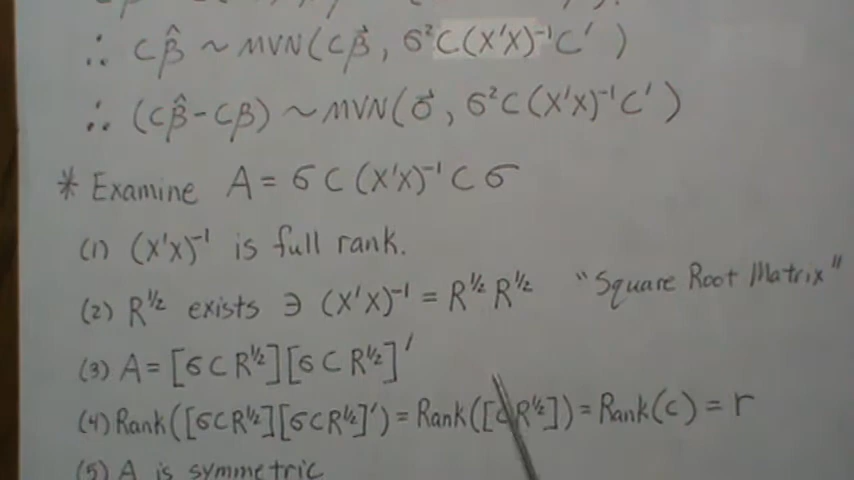 ∴ Cβ̂ ~ MVN(Cβ⃗, σ²C(X'X)⁻¹C')
∴ (Cβ̂-Cβ) ~ MVN(0⃗, σ²C(X'X)⁻¹C')
* Examine A = σC(X'X)⁻¹Cσ
(1) (X'X)⁻¹ is full rank.
(2) R^½ exists ∋ (X'X)⁻¹ = R^½R^½ "Square Root Matrix"
(3) A = [σCR^½][σCR^½]'
(4) Rank([σCR^½][σCR^½]') = Rank([CR^½]) = Rank(C) = r
(5) A is symmetric